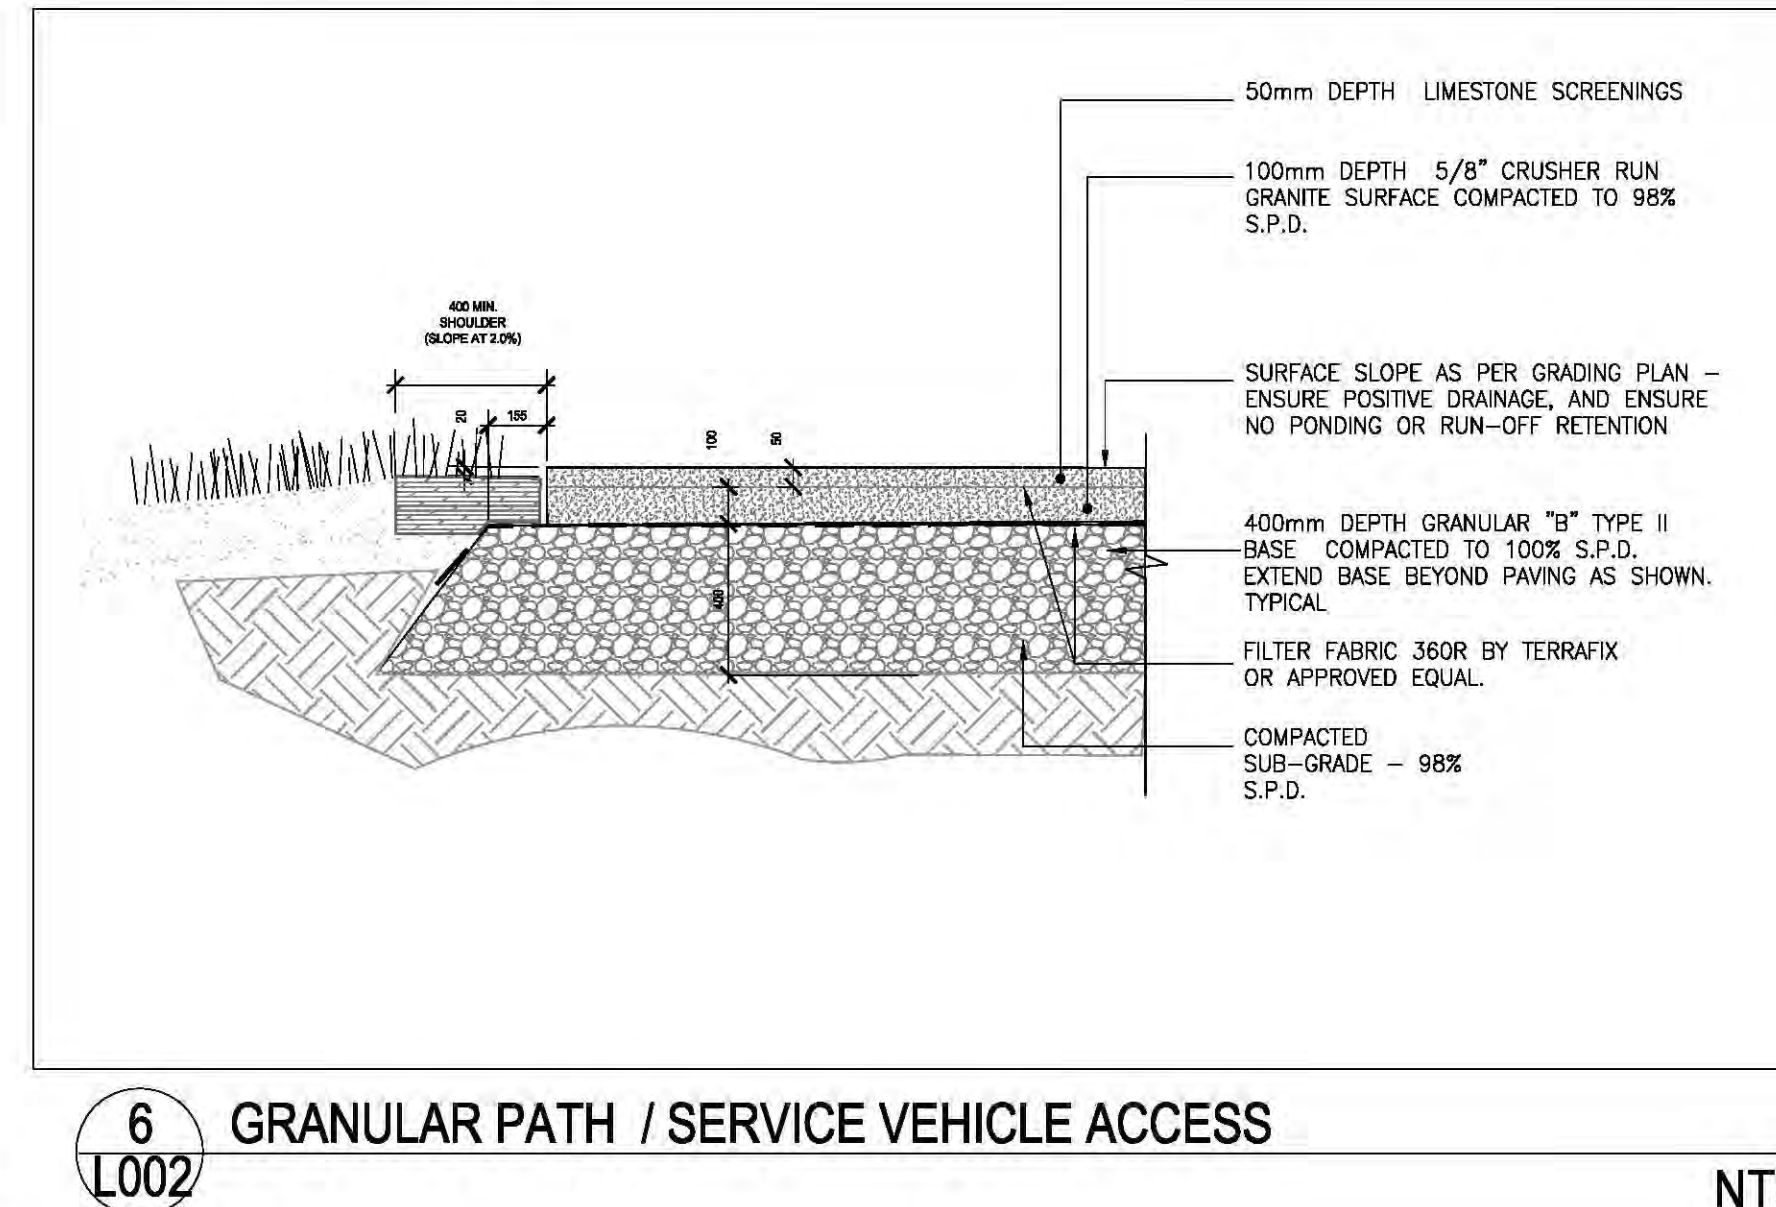 50mm DEPTH LIMESTONE SCREENINGS
100mm DEPTH 5/8" CRUSHER RUN
GRANITE SURFACE COMPACTED TO 98%
S.P.D.
400 MIN.
SHOULDER
(SLOPE AT 2.0%)
SURFACE SLOPE AS PER GRADING PLAN –
ENSURE POSITIVE DRAINAGE, AND ENSURE
NO PONDING OR RUN–OFF RETENTION
20
155
100
50
400mm DEPTH GRANULAR "B" TYPE II
BASE COMPACTED TO 100% S.P.D.
EXTEND BASE BEYOND PAVING AS SHOWN.
TYPICAL
400
FILTER FABRIC 360R BY TERRAFIX
OR APPROVED EQUAL.
COMPACTED
SUB–GRADE – 98%
S.P.D.
6
GRANULAR PATH / SERVICE VEHICLE ACCESS
L002
NT